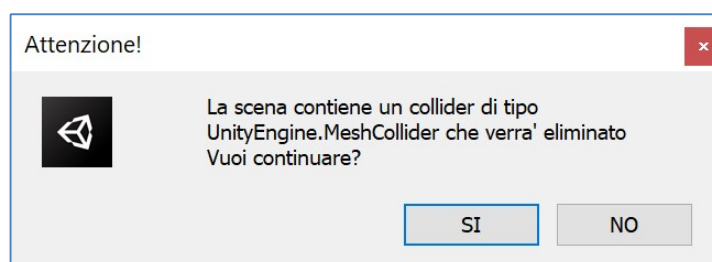 Attenzione!
La scena contiene un collider di tipo
UnityEngine.MeshCollider che verra' eliminato
Vuoi continuare?
SI
NO